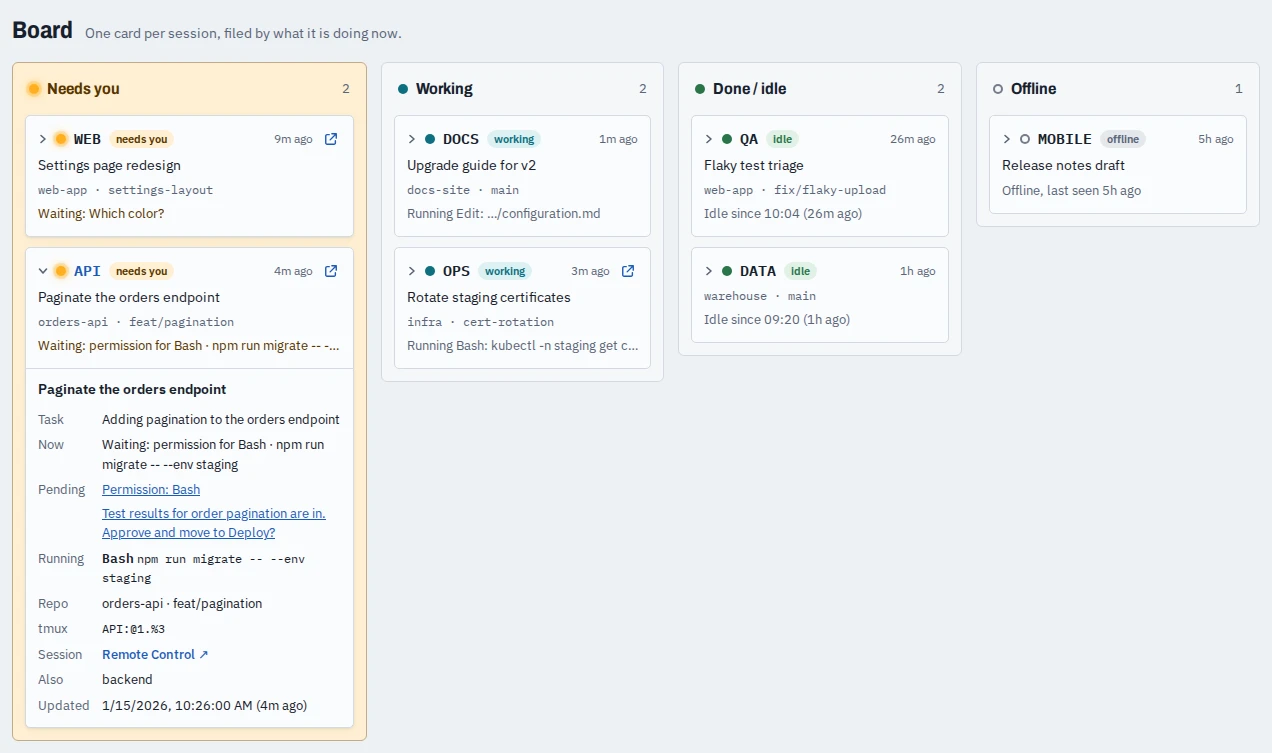 Board One card per session, filed by what it is doing now.
Needs you 2
WEB needs you 9m ago
Settings page redesign
web-app · settings-layout
Waiting: Which color?
API needs you 4m ago
Paginate the orders endpoint
orders-api · feat/pagination
Waiting: permission for Bash · npm run migrate -- -…
Paginate the orders endpoint
Task Adding pagination to the orders endpoint
Now Waiting: permission for Bash · npm run
migrate -- --env staging
Pending Permission: Bash
Test results for order pagination are in.
Approve and move to Deploy?
Running Bash npm run migrate -- --env
staging
Repo orders-api · feat/pagination
tmux API:@1.%3
Session Remote Control ↗
Also backend
Updated 1/15/2026, 10:26:00 AM (4m ago)
Working 2
DOCS working 1m ago
Upgrade guide for v2
docs-site · main
Running Edit: …/configuration.md
OPS working 3m ago
Rotate staging certificates
infra · cert-rotation
Running Bash: kubectl -n staging get c…
Done / idle 2
QA idle 26m ago
Flaky test triage
web-app · fix/flaky-upload
Idle since 10:04 (26m ago)
DATA idle 1h ago
warehouse · main
Idle since 09:20 (1h ago)
Offline 1
MOBILE offline 5h ago
Release notes draft
Offline, last seen 5h ago